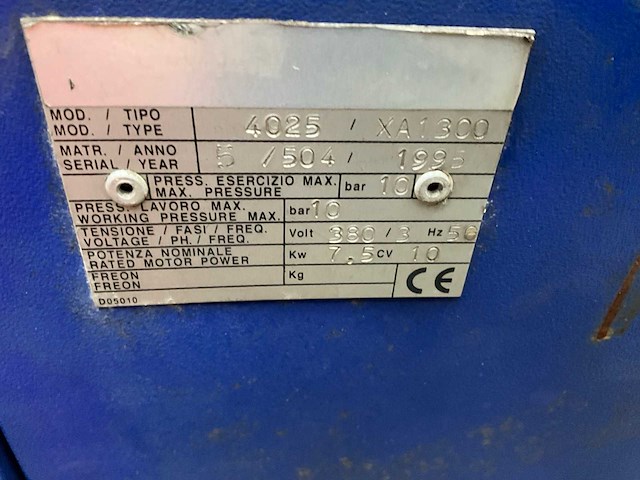 MOD. / TIPO
MOD. / TYPE 4025 / XA1300
MATR. / ANNO
SERIAL / YEAR 5 /504 /
PRESS. ESERCIZIO MAX.
MAX. PRESSURE bar 10
PRESS. LAVORO MAX.
WORKING PRESSURE MAX. bar 10
TENSIONE / FASI / FREQ.
VOLTAGE / PH. / FREQ. Volt 380 / 3 Hz 50
POTENZA NOMINALE
RATED MOTOR POWER Kw 7,5 CV 10
FREON
FREON Kg
CE
D05010